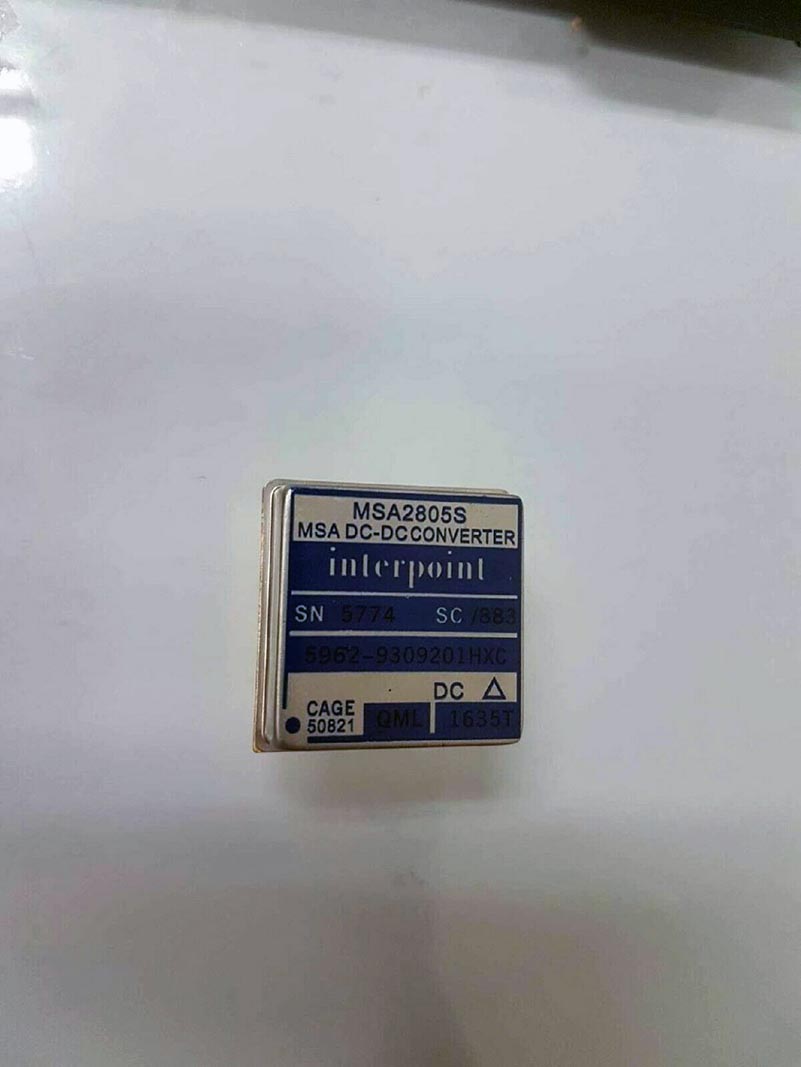 MSA2805S
MSA DC-DC CONVERTER
interpoint
SN 5774 SC /883
5962-9309201HXC
DC △
CAGE
50821 QML 1635T